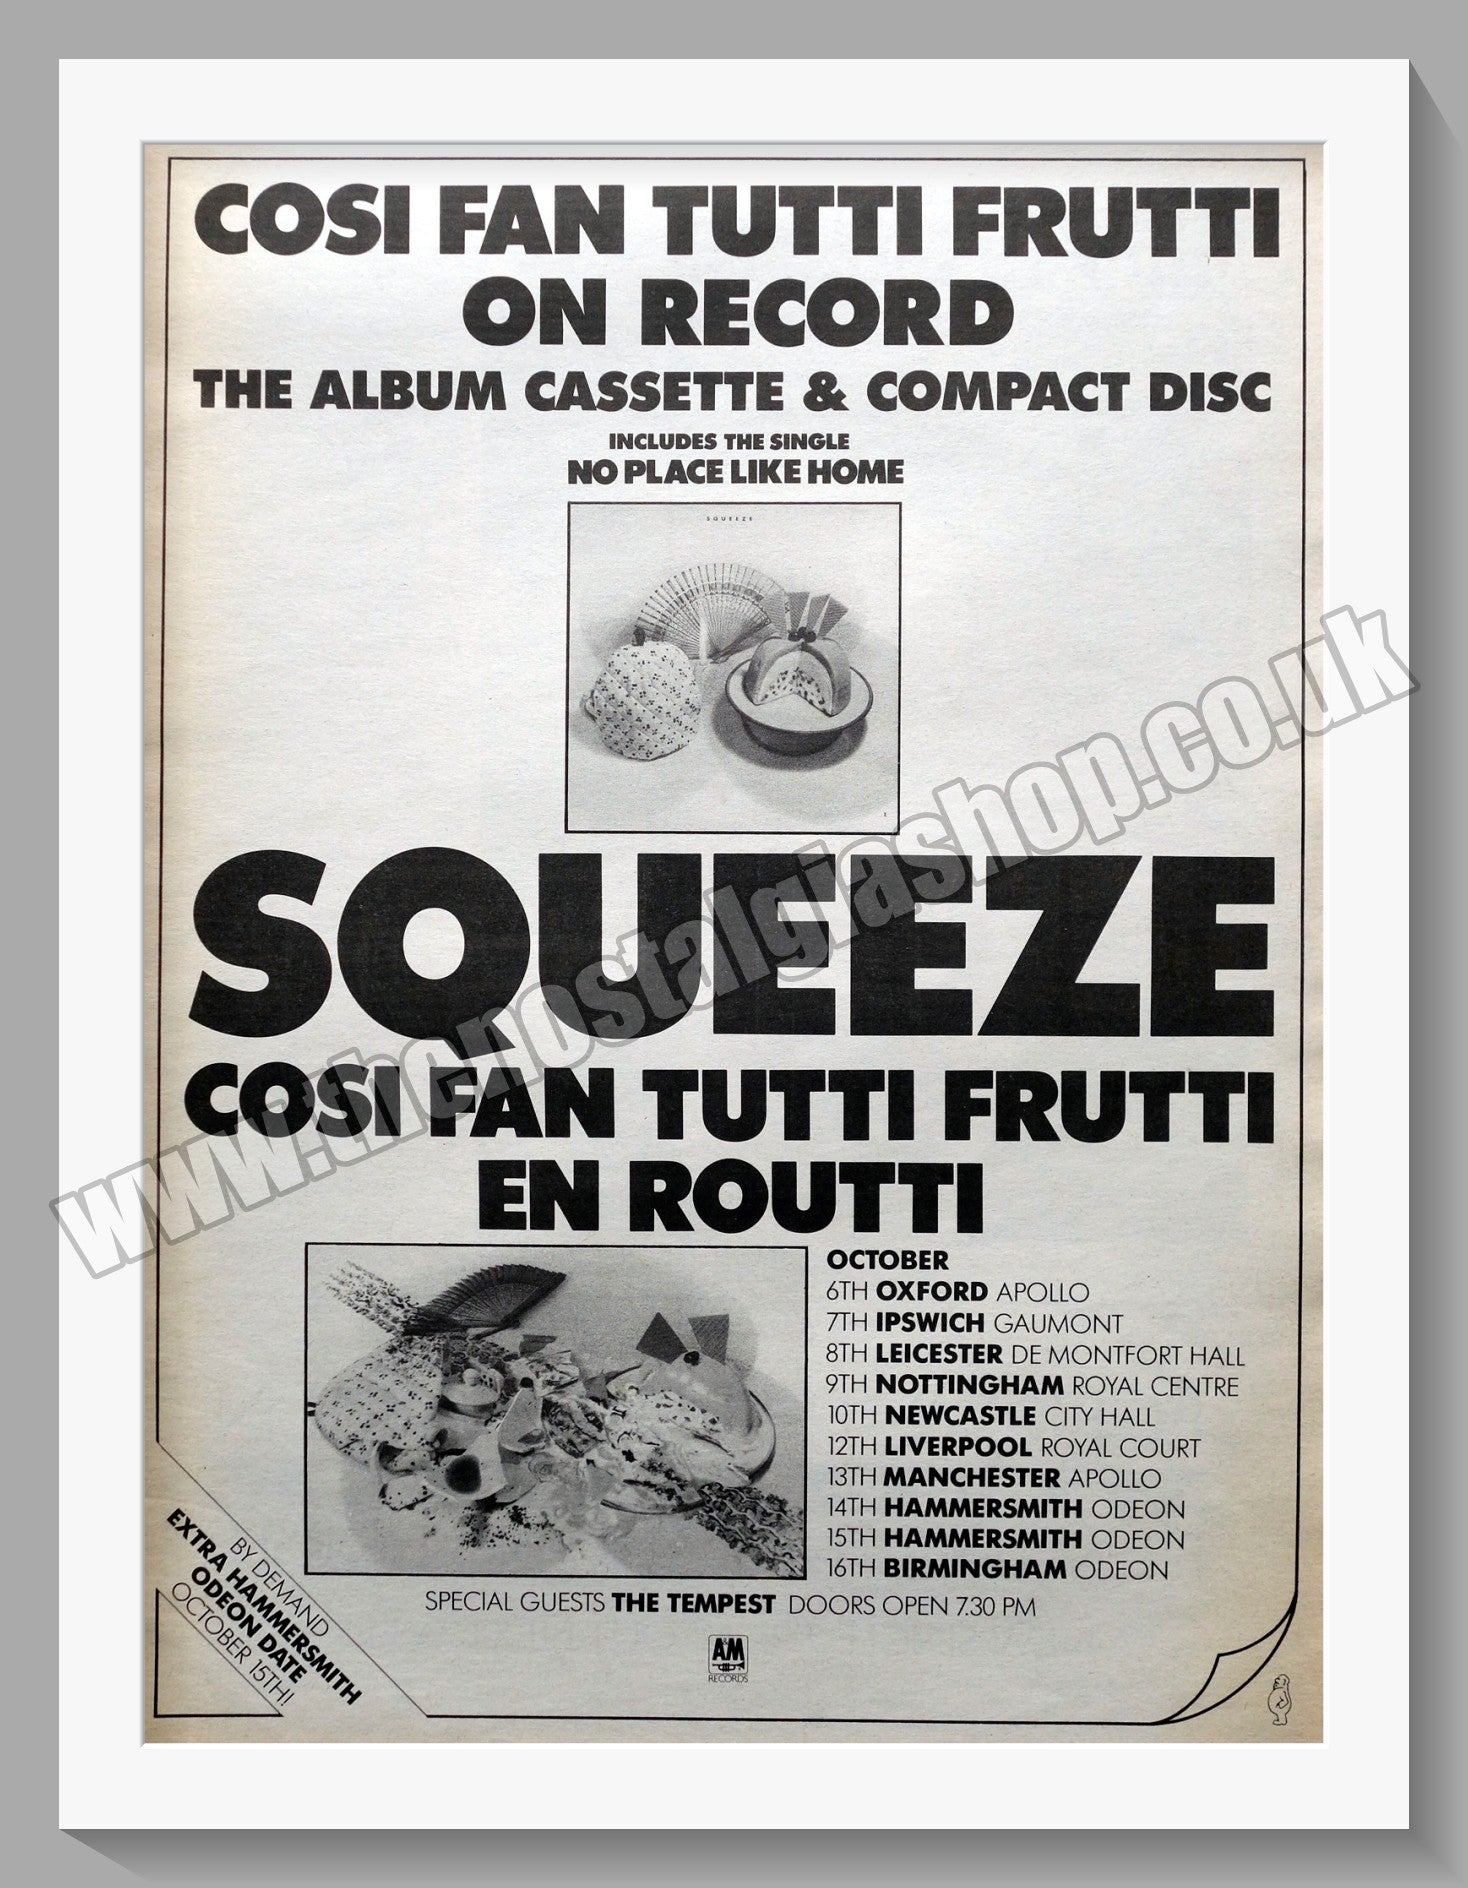 COSI FAN TUTTI FRUTTI
ON RECORD
THE ALBUM CASSETTE & COMPACT DISC
INCLUDES THE SINGLE
NO PLACE LIKE HOME
SQUEEZE
SQUEEZE
COSI FAN TUTTI FRUTTI
EN ROUTTI
OCTOBER
6TH OXFORD APOLLO
7TH IPSWICH GAUMONT
8TH LEICESTER DE MONTFORT HALL
9TH NOTTINGHAM ROYAL CENTRE
10TH NEWCASTLE CITY HALL
12TH LIVERPOOL ROYAL COURT
13TH MANCHESTER APOLLO
14TH HAMMERSMITH ODEON
15TH HAMMERSMITH ODEON
16TH BIRMINGHAM ODEON
SPECIAL GUESTS THE TEMPEST DOORS OPEN 7.30 PM
BY DEMAND
EXTRA HAMMERSMITH
ODEON DATE
OCTOBER 15TH!
A&M
RECORDS
www.thenostalgiashop.co.uk